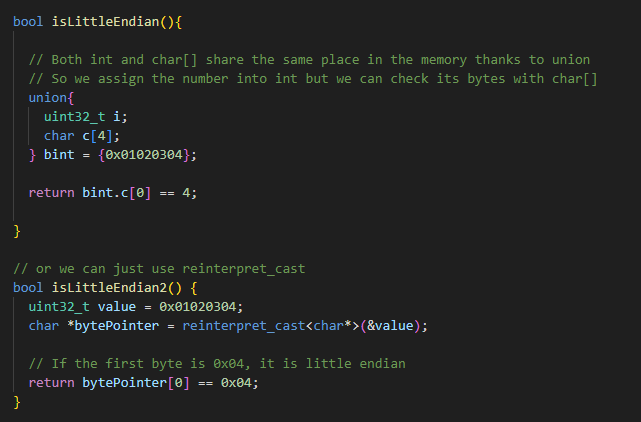 bool isLittleEndian(){
// Both int and char[] share the same place in the memory thanks to union
// So we assign the number into int but we can check its bytes with char[]
union{
uint32_t i;
char c[4];
} bint = {0x01020304};
return bint.c[0] == 4;
}
// or we can just use reinterpret_cast
bool isLittleEndian2() {
uint32_t value = 0x01020304;
char *bytePointer = reinterpret_cast<char*>(&value);
// If the first byte is 0x04, it is little endian
return bytePointer[0] == 0x04;
}